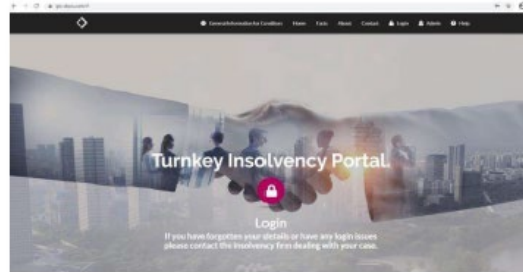 General Information for Creditors Home Facts About Contact Login Admin Help
Turnkey Insolvency Portal.
Login
If you have forgotten your details or have any login issues
please contact the insolvency firm dealing with your case.